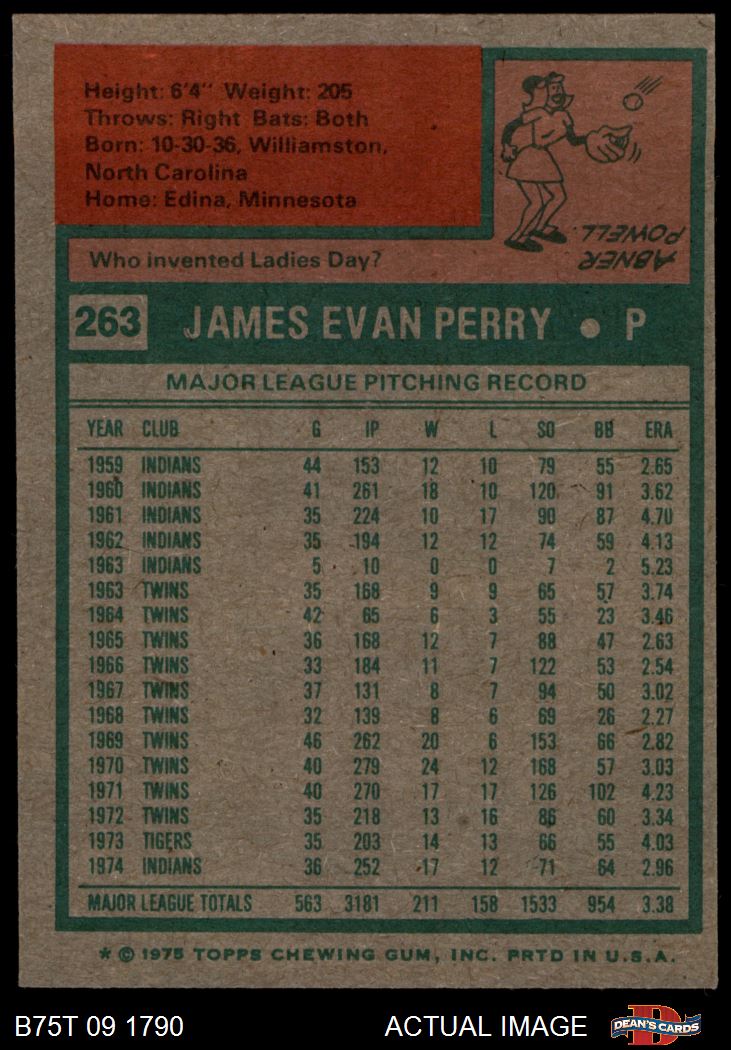 Height: 6'4" Weight: 205
Throws: Right Bats: Both
Born: 10-30-36, Williamston,
North Carolina
Home: Edina, Minnesota
ABNER
POWELL
Who invented Ladies Day?
263 JAMES EVAN PERRY • P
MAJOR LEAGUE PITCHING RECORD
YEAR CLUB G IP W L SO BB ERA
1959 INDIANS 44 153 12 10 79 55 2.65
1960 INDIANS 41 261 18 10 120 91 3.62
1961 INDIANS 35 224 10 17 90 87 4.70
1962 INDIANS 35 194 12 12 74 59 4.13
1963 INDIANS 5 10 0 0 7 2 5.23
1963 TWINS 35 168 9 9 65 57 3.74
1964 TWINS 42 65 6 3 55 23 3.46
1965 TWINS 36 168 12 7 88 47 2.63
1966 TWINS 33 184 11 7 122 53 2.54
1967 TWINS 37 131 8 7 94 50 3.02
1968 TWINS 32 139 8 6 69 26 2.27
1969 TWINS 46 262 20 6 153 66 2.82
1970 TWINS 40 279 24 12 168 57 3.03
1971 TWINS 40 270 17 17 126 102 4.23
1972 TWINS 35 218 13 16 86 60 3.34
1973 TIGERS 35 203 14 13 66 55 4.03
1974 INDIANS 36 252 17 12 71 64 2.96
MAJOR LEAGUE TOTALS 563 3181 211 158 1533 954 3.38
* © 1975 TOPPS CHEWING GUM, INC. PRTD IN U.S.A.
B75T 09 1790 ACTUAL IMAGE D DEAN'S CARDS